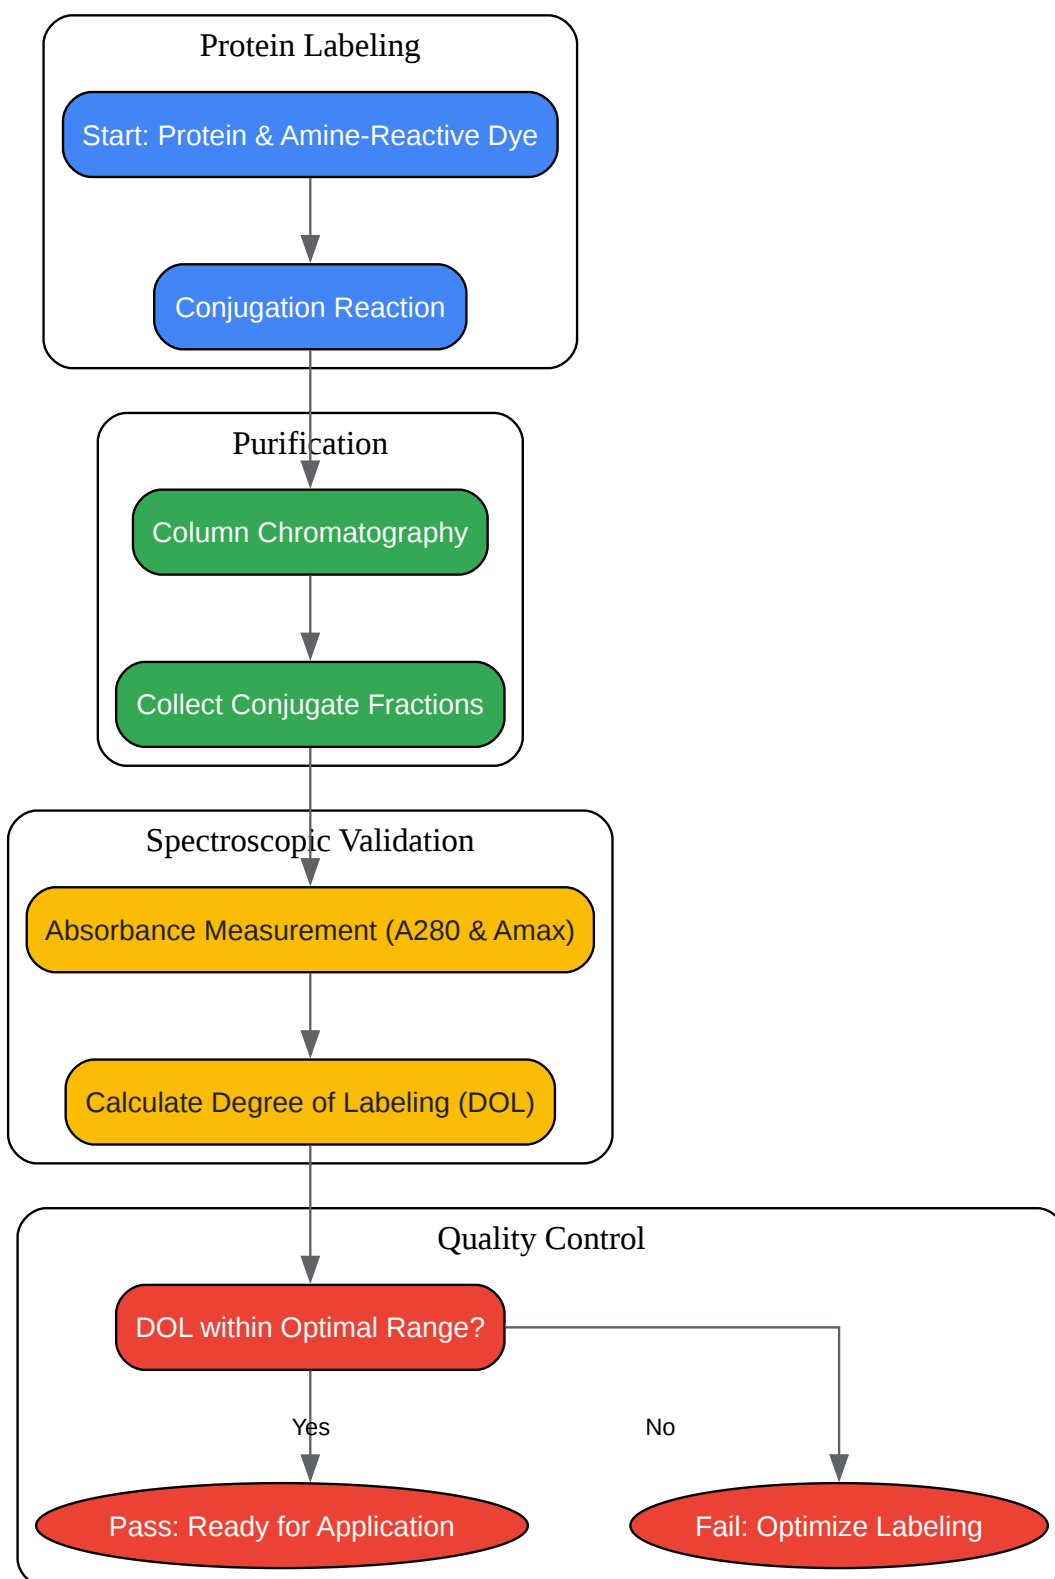 Protein Labeling
Start: Protein & Amine-Reactive Dye
Conjugation Reaction
Purification
Column Chromatography
Collect Conjugate Fractions
Spectroscopic Validation
Absorbance Measurement (A280 & Amax)
Calculate Degree of Labeling (DOL)
Quality Control
DOL within Optimal Range?
Yes
No
Pass: Ready for Application
Fail: Optimize Labeling